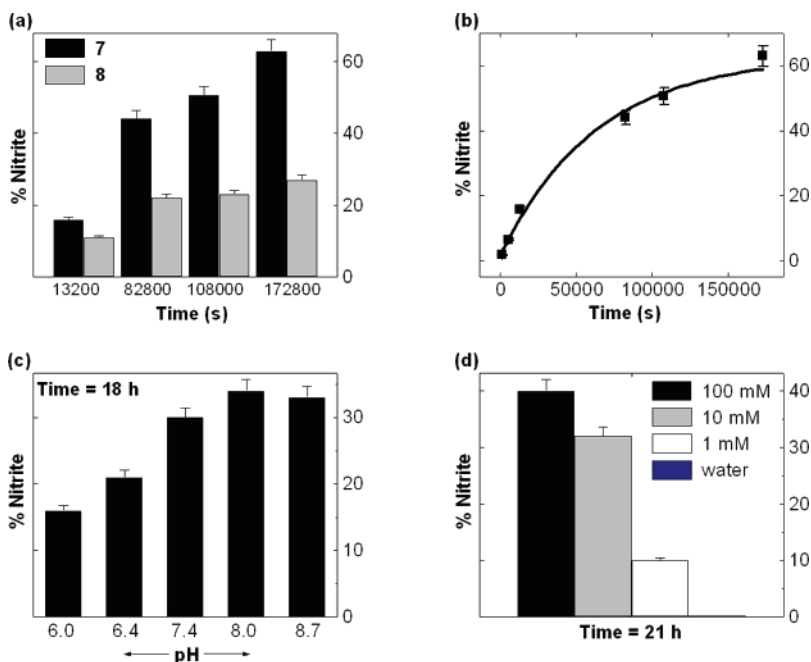 (a)
7
8
% Nitrite
60
40
20
0
13200 82800 108000 172800
Time (s)
(b)
% Nitrite
60
40
20
0
0 50000 100000 150000
Time (s)
(c)
Time = 18 h
% Nitrite
30
20
10
0
6.0 6.4 7.4 8.0 8.7
pH
(d)
100 mM
10 mM
1 mM
water
% Nitrite
40
30
20
10
0
Time = 21 h